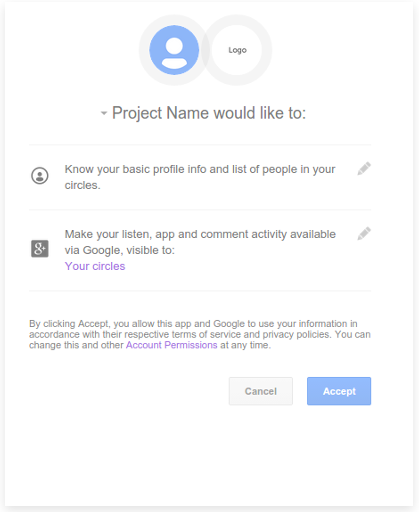 Logo
Project Name would like to:
Know your basic profile info and list of people in your
circles.
Make your listen, app and comment activity available
via Google, visible to:
Your circles
By clicking Accept, you allow this app and Google to use your information in
accordance with their respective terms of service and privacy policies. You can
change this and other Account Permissions at any time.
Cancel
Accept